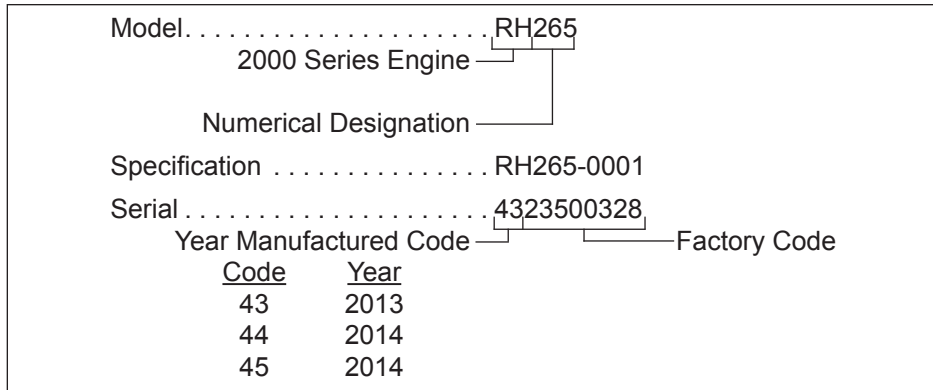 Model. . . . . . . . . . . . . . . . . . . . . RH265
2000 Series Engine
Numerical Designation
Specification . . . . . . . . . . . . . . . RH265-0001
Serial . . . . . . . . . . . . . . . . . . . . . 4323500328
Year Manufactured Code Factory Code
Code Year
43 2013
44 2014
45 2014